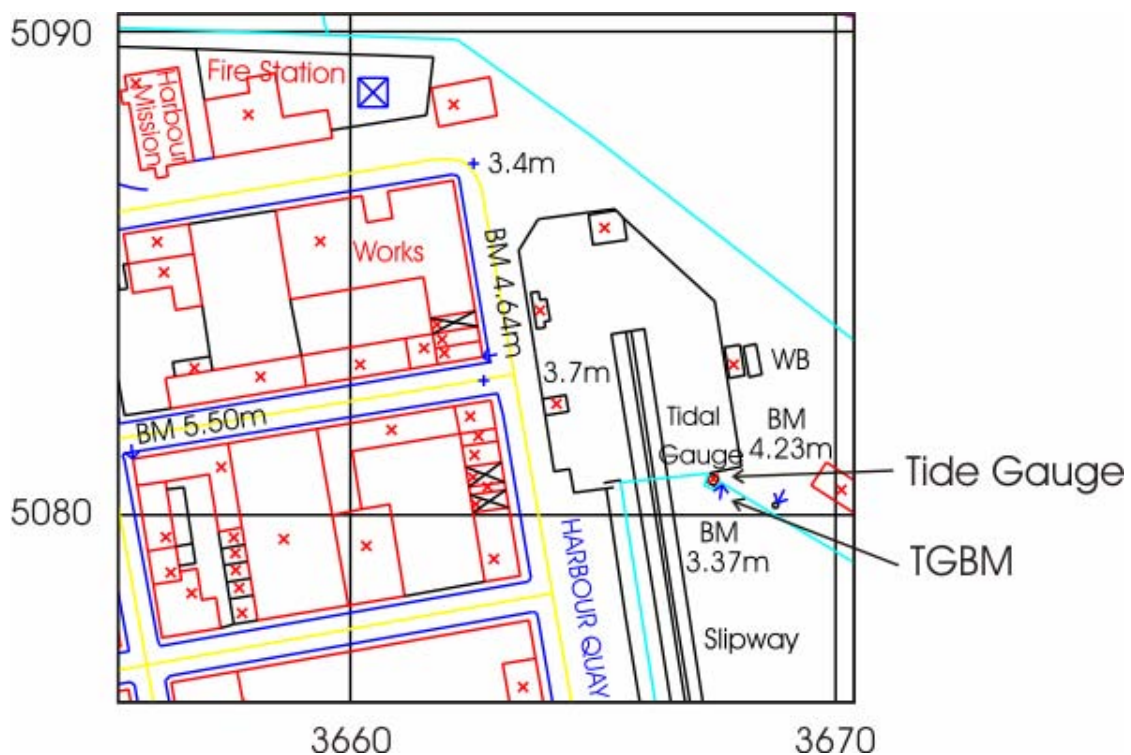 5090
Fire Station
Harbour
Mission
3.4m
BM 4.64m
Works
3.7m
WB
BM 5.50m
Tidal
Gauge
BM
4.23m
Tide Gauge
5080
BM
3.37m
TGBM
HARBOUR QUAY
Slipway
3660
3670